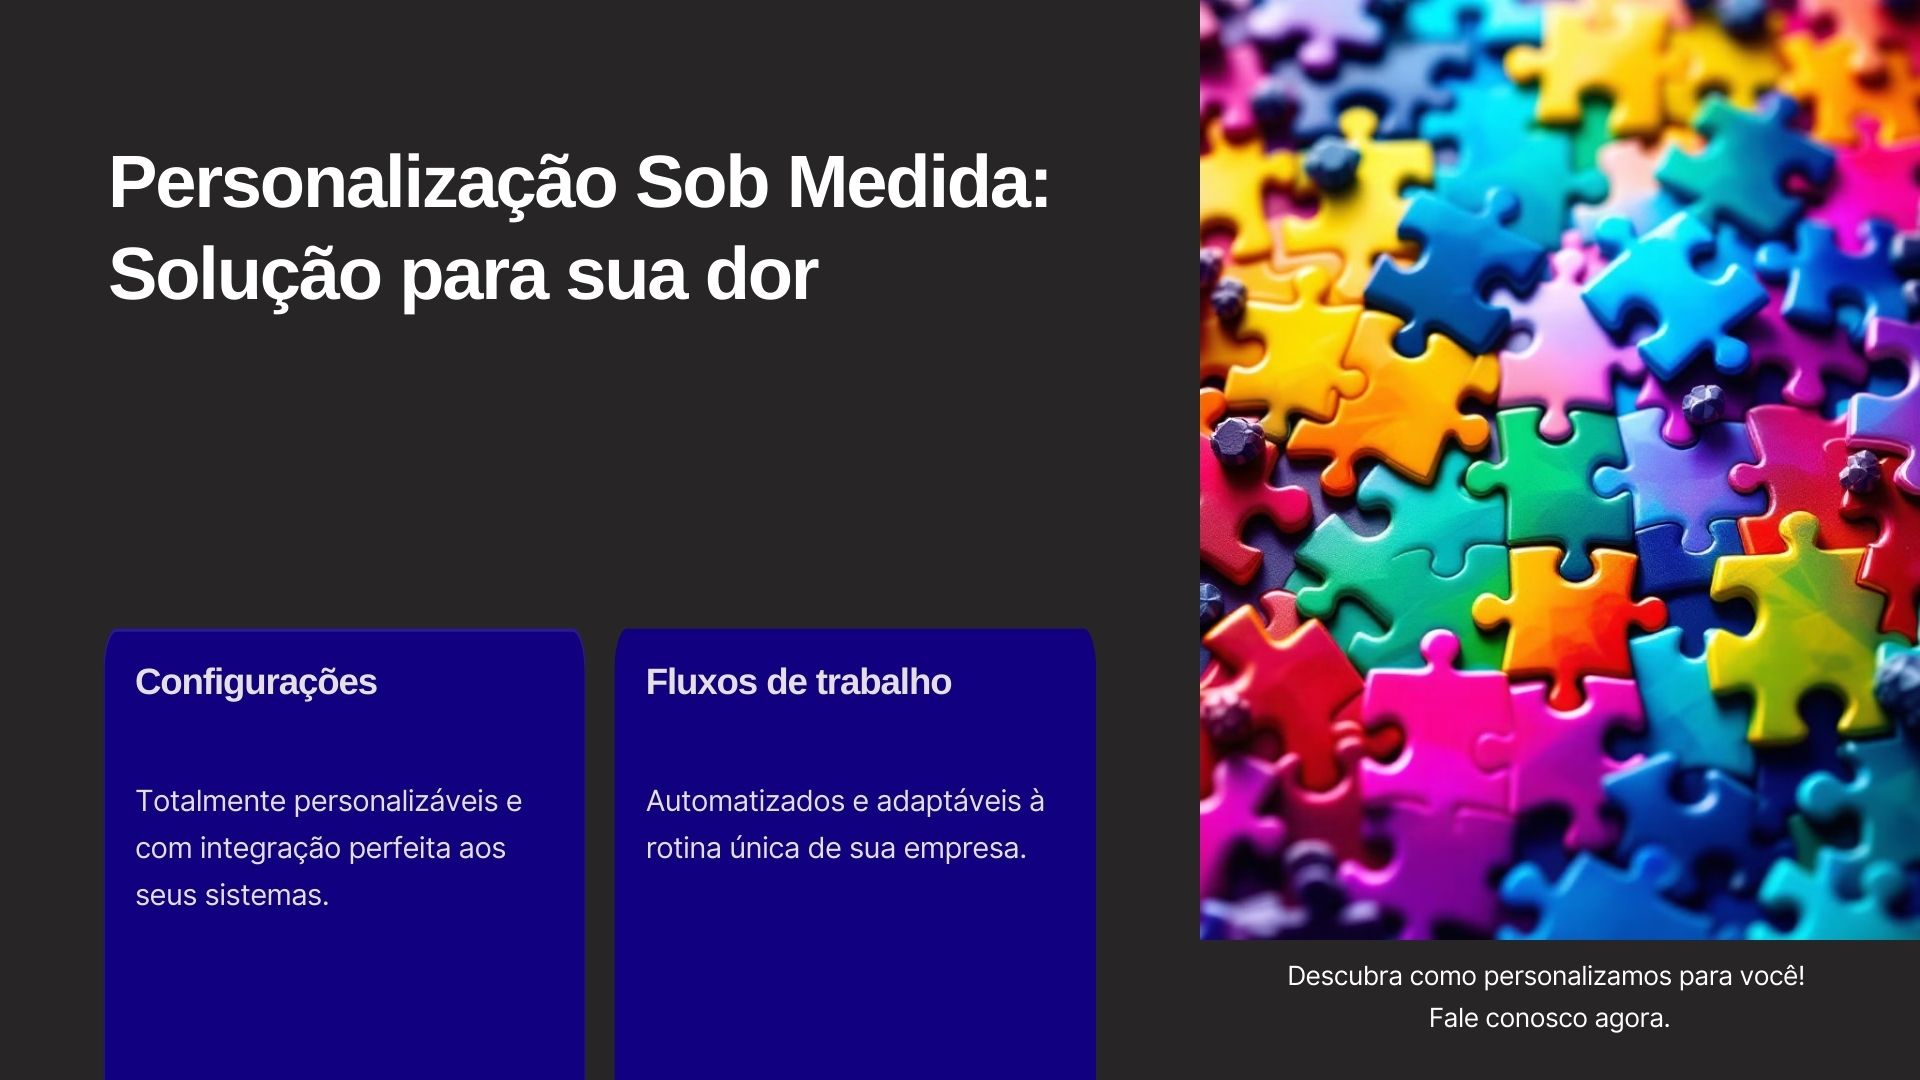 Personalização Sob Medida:
Solução para sua dor
Configurações
Totalmente personalizáveis e
com integração perfeita aos
seus sistemas.
Fluxos de trabalho
Automatizados e adaptáveis à
rotina única de sua empresa.
Descubra como personalizamos para você!
Fale conosco agora.